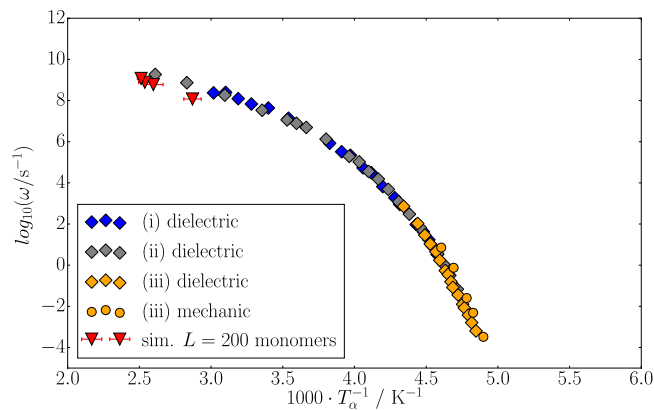 12
10
8
6
4
2
0
−2
−4
log₁₀(ω/s⁻¹)
(i) dielectric
(ii) dielectric
(iii) dielectric
(iii) mechanic
sim. L = 200 monomers
2.0 2.5 3.0 3.5 4.0 4.5 5.0 5.5 6.0
1000 · T_α⁻¹ / K⁻¹